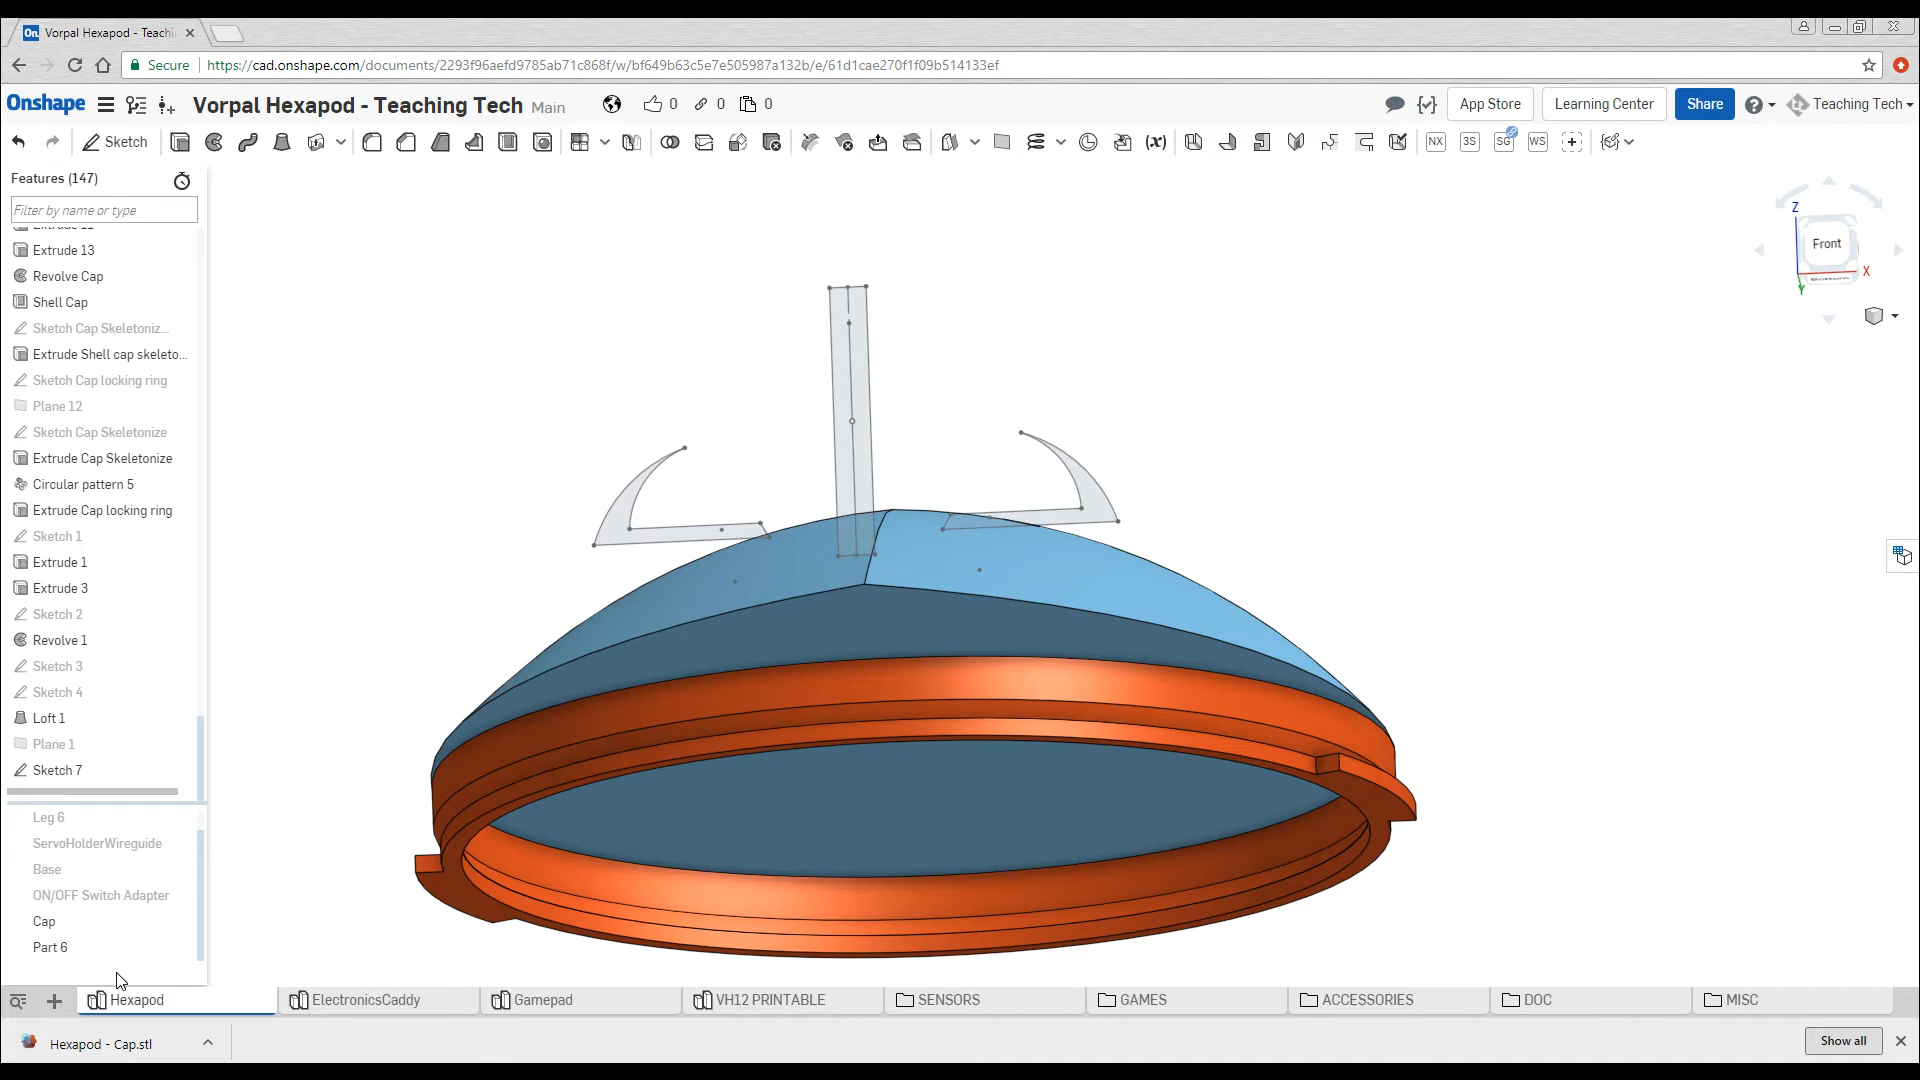 Vorpal Hexapod - Teachi
Secure
https://cad.onshape.com/documents/2293f96aefd9785ab71c868f/w/bf649b63c5e7e505987a132b/e/61d1cae270f1f09b514133ef
Onshape
Vorpal Hexapod - Teaching Tech Main
0
0
0
App Store
Learning Center
Share
Teaching Tech
Sketch
NX
3S
SG
WS
Features (147)
Filter by name or type
Extrude 13
Revolve Cap
Shell Cap
Sketch Cap Skeletoniz...
Extrude Shell cap skeleto...
Sketch Cap locking ring
Plane 12
Sketch Cap Skeletonize
Extrude Cap Skeletonize
Circular pattern 5
Extrude Cap locking ring
Sketch 1
Extrude 1
Extrude 3
Sketch 2
Revolve 1
Sketch 3
Sketch 4
Loft 1
Plane 1
Sketch 7
Leg 6
ServoHolderWireguide
Base
ON/OFF Switch Adapter
Cap
Part 6
Z
Front
X
Bottom
Y
Hexapod
ElectronicsCaddy
Gamepad
VH12 PRINTABLE
SENSORS
GAMES
ACCESSORIES
DOC
MISC
Hexapod - Cap.stl
Show all